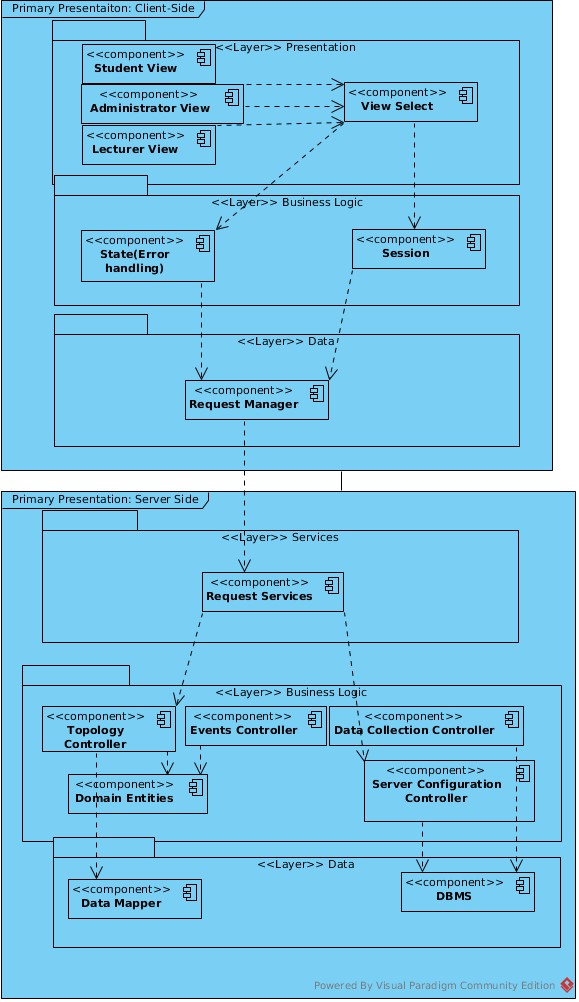 Primary Presentaiton: Client-Side
<<Layer>> Presentation
<<component>>
Student View
<<component>>
Administrator View
<<component>>
View Select
<<component>>
Lecturer View
<<Layer>> Business Logic
<<component>>
State(Error
handling)
<<component>>
Session
<<Layer>> Data
<<component>>
Request Manager
Primary Presentation: Server Side
<<Layer>> Services
<<component>>
Request Services
<<Layer>> Business Logic
<<component>>
Topology
Controller
<<component>>
Events Controller
<<component>>
Data Collection Controller
<<component>>
Domain Entities
<<component>>
Server Configuration
Controller
<<Layer>> Data
<<component>>
Data Mapper
<<component>>
DBMS
Powered By Visual Paradigm Community Edition